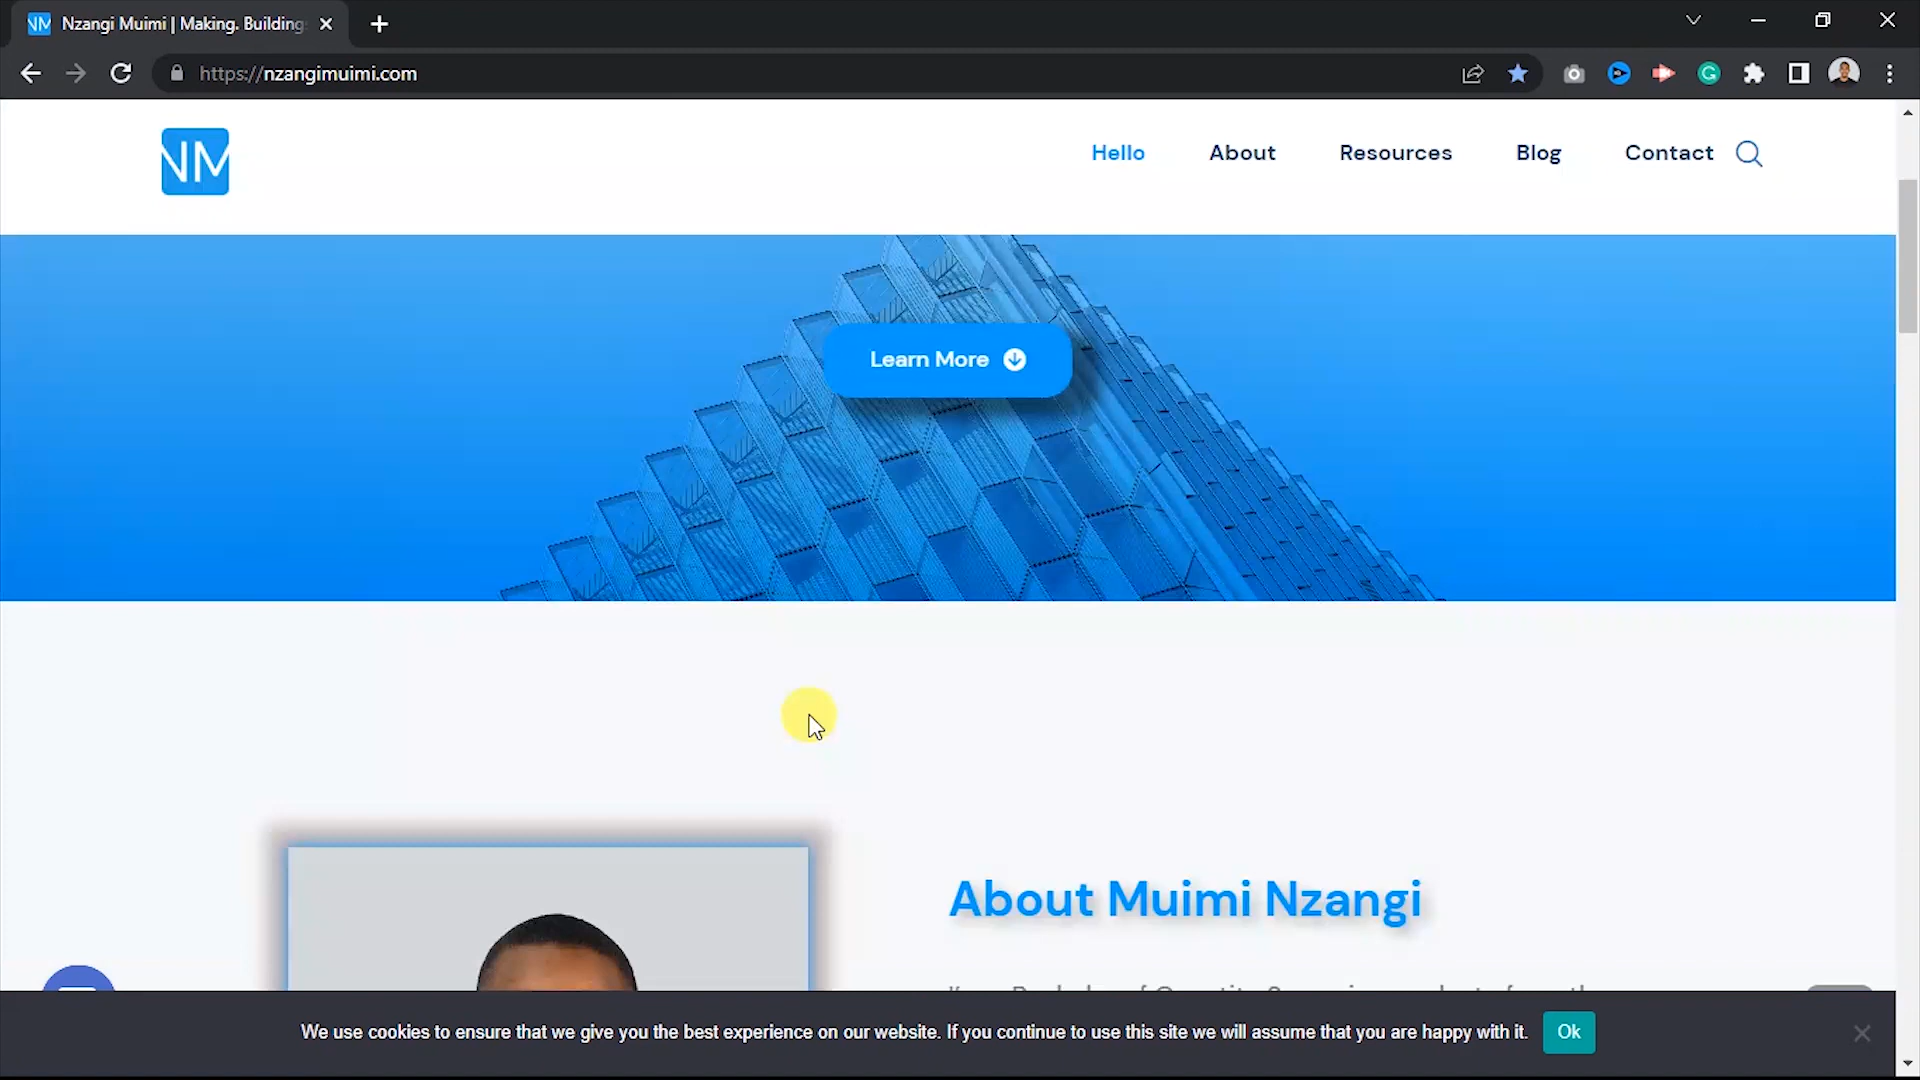 Nzangi Muimi | Making. Building
https://nzangimuimi.com
NM
Hello About Resources Blog Contact
Learn More
About Muimi Nzangi
We use cookies to ensure that we give you the best experience on our website. If you continue to use this site we will assume that you are happy with it. Ok